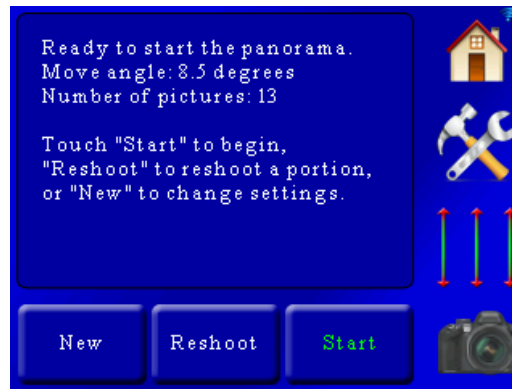 Ready to start the panorama.
Move angle: 8.5 degrees
Number of pictures: 13
Touch "Start" to begin,
"Reshoot" to reshoot a portion,
or "New" to change settings.
New
Reshoot
Start